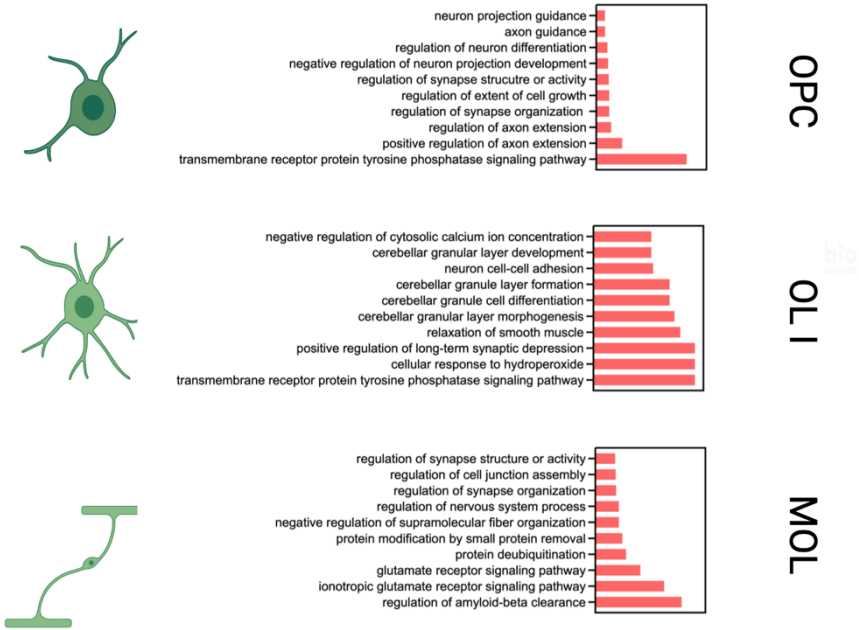 neuron projection guidance
axon guidance
regulation of neuron differentiation
negative regulation of neuron projection development
regulation of synapse strucutre or activity
regulation of extent of cell growth
regulation of synapse organization
regulation of axon extension
positive regulation of axon extension
transmembrane receptor protein tyrosine phosphatase signaling pathway
OPC
negative regulation of cytosolic calcium ion concentration
cerebellar granular layer development
neuron cell-cell adhesion
cerebellar granule layer formation
cerebellar granule cell differentiation
cerebellar granular layer morphogenesis
relaxation of smooth muscle
positive regulation of long-term synaptic depression
cellular response to hydroperoxide
transmembrane receptor protein tyrosine phosphatase signaling pathway
OL I
bio
regulation of synapse structure or activity
regulation of cell junction assembly
regulation of synapse organization
regulation of nervous system process
negative regulation of supramolecular fiber organization
protein modification by small protein removal
protein deubiquitination
glutamate receptor signaling pathway
ionotropic glutamate receptor signaling pathway
regulation of amyloid-beta clearance
MOL